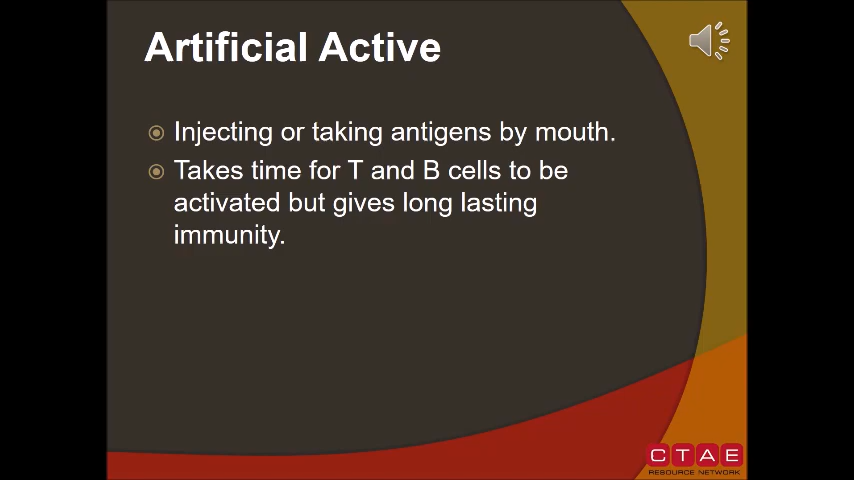 Artificial Active
Injecting or taking antigens by mouth.
Takes time for T and B cells to be
activated but gives long lasting
immunity.
CTAE
RESOURCE NETWORK